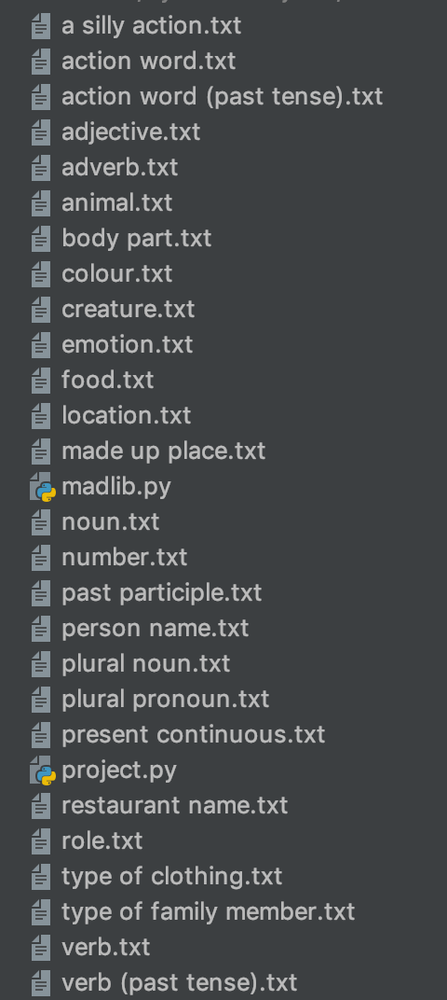 a silly action.txt
action word.txt
action word (past tense).txt
adjective.txt
adverb.txt
animal.txt
body part.txt
colour.txt
creature.txt
emotion.txt
food.txt
location.txt
made up place.txt
madlib.py
noun.txt
number.txt
past participle.txt
person name.txt
plural noun.txt
plural pronoun.txt
present continuous.txt
project.py
restaurant name.txt
role.txt
type of clothing.txt
type of family member.txt
verb.txt
verb (past tense).txt